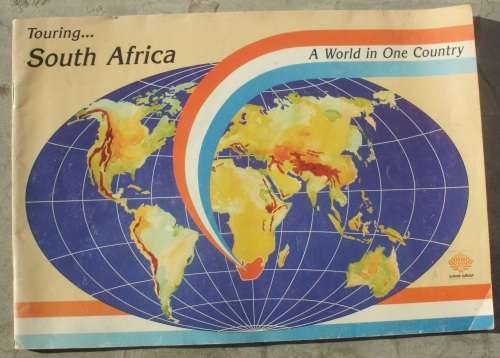 Touring...
South Africa
A World in One Country